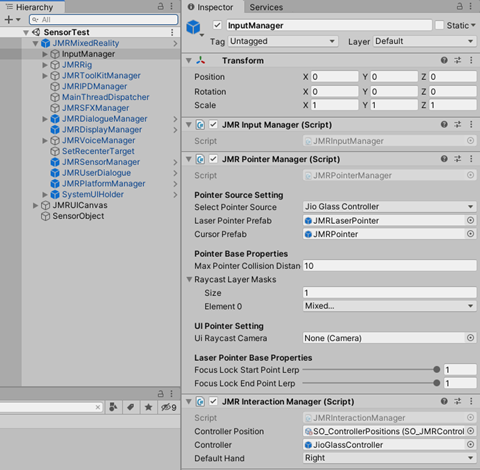 Hierarchy
All
SensorTest
JMRMixedReality
InputManager
JMRRig
JMRToolKitManager
JMRIPDManager
MainThreadDispatcher
JMRSFXManager
JMRDialogueManager
JMRDisplayManager
JMRVoiceManager
SetRecenterTarget
JMRSensorManager
JMRUserDialogue
JMRPlatformManager
SystemUIHolder
JMRUICanvas
SensorObject
9
Inspector Services
InputManager Static
Tag Untagged Layer Default
Transform
Position X 0 Y 0 Z 0
Rotation X 0 Y 0 Z 0
Scale X 1 Y 1 Z 1
JMR Input Manager (Script)
Script JMRInputManager
JMR Pointer Manager (Script)
Script JMRPointerManager
Pointer Source Setting
Select Pointer Source Jio Glass Controller
Laser Pointer Prefab JMRLaserPointer
Cursor Prefab JMRPointer
Pointer Base Properties
Max Pointer Collision Distan 10
Raycast Layer Masks
Size 1
Element 0 Mixed...
UI Pointer Setting
Ui Raycast Camera None (Camera)
Laser Pointer Base Properties
Focus Lock Start Point Lerp 1
Focus Lock End Point Lerp 1
JMR Interaction Manager (Script)
Script JMRInteractionManager
Controller Position SO_ControllerPositions (SO_JMRControl
Controller JioGlassController
Default Hand Right